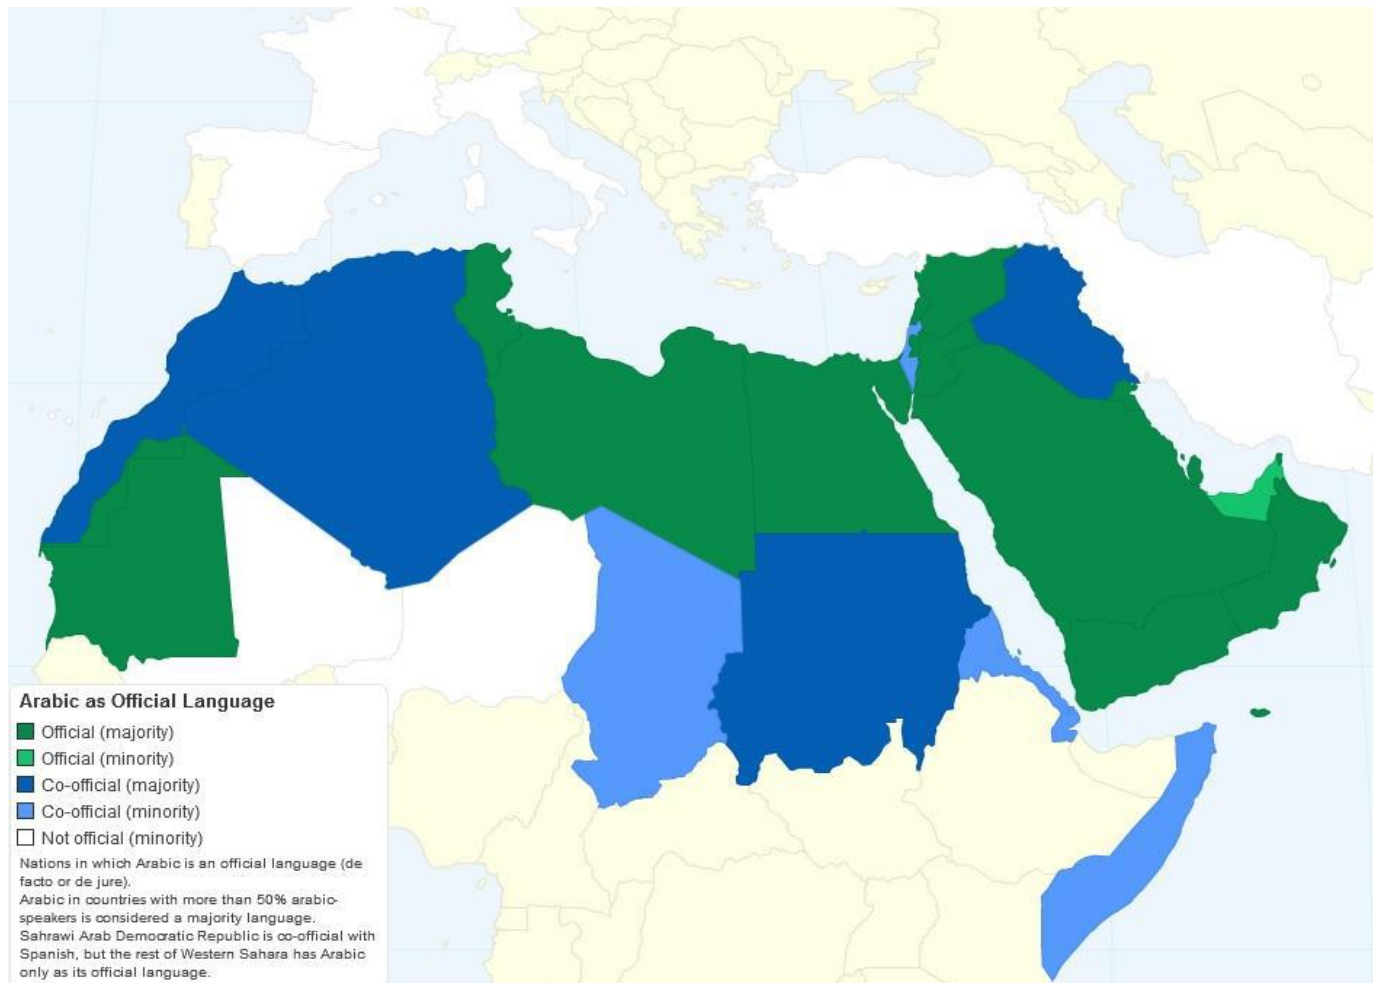 Arabic as Official Language
Official (majority)
Official (minority)
Co-official (majority)
Co-official (minority)
Not official (minority)
Nations in which Arabic is an official language (de
facto or de jure).
Arabic in countries with more than 50% arabic-
speakers is considered a majority language.
Sahrawi Arab Democratic Republic is co-official with
Spanish, but the rest of Western Sahara has Arabic
only as its official language.